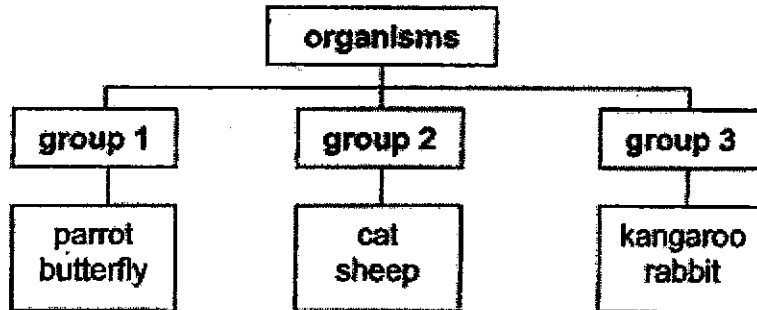 organisms
group 1
group 2
group 3
parrot
butterfly
cat
sheep
kangaroo
rabbit